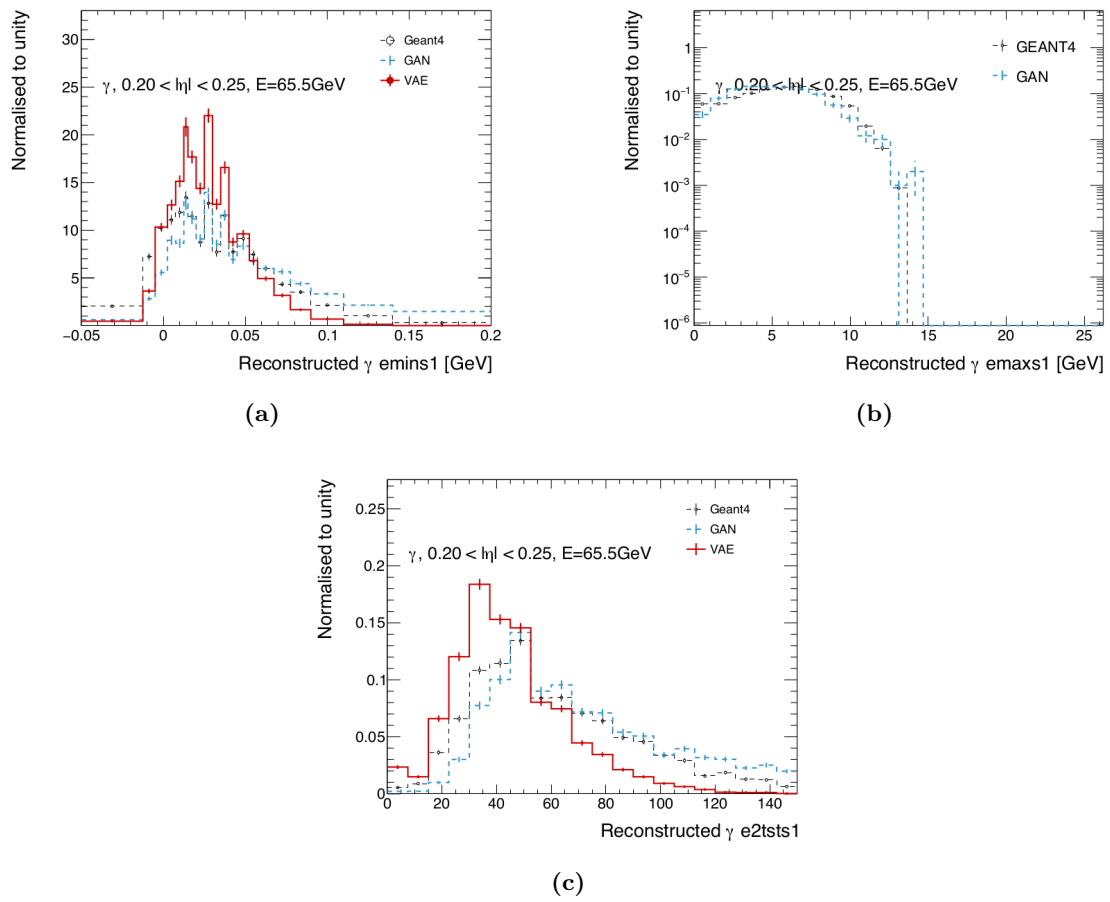 Normalised to unity
30
25
20
15
10
5
Geant4
GAN
VAE
γ, 0.20 < |η| < 0.25, E=65.5GeV
−0.05 0 0.05 0.1 0.15 0.2
Reconstructed γ emins1 [GeV]
(a)
Normalised to unity
1
10⁻¹
10⁻²
10⁻³
10⁻⁴
10⁻⁵
10⁻⁶
GEANT4
GAN
γ, 0.20 < |η| < 0.25, E=65.5GeV
0 5 10 15 20 25
Reconstructed γ emaxs1 [GeV]
(b)
Normalised to unity
0.25
0.2
0.15
0.1
0.05
0
Geant4
GAN
VAE
γ, 0.20 < |η| < 0.25, E=65.5GeV
0 20 40 60 80 100 120 140
Reconstructed γ e2tsts1
(c)